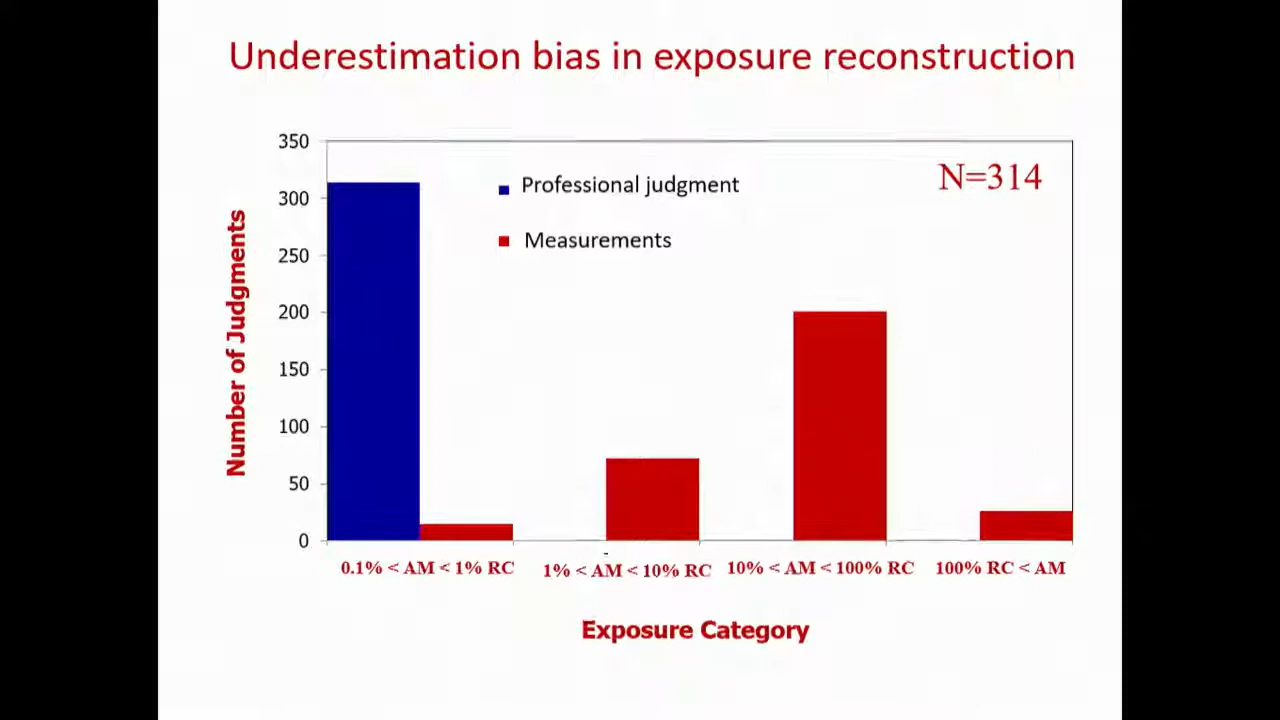 Underestimation bias in exposure reconstruction
350
300
250
200
150
100
50
0
Number of Judgments
Professional judgment
Measurements
N=314
0.1% < AM < 1% RC
1% < AM < 10% RC
10% < AM < 100% RC
100% RC < AM
Exposure Category